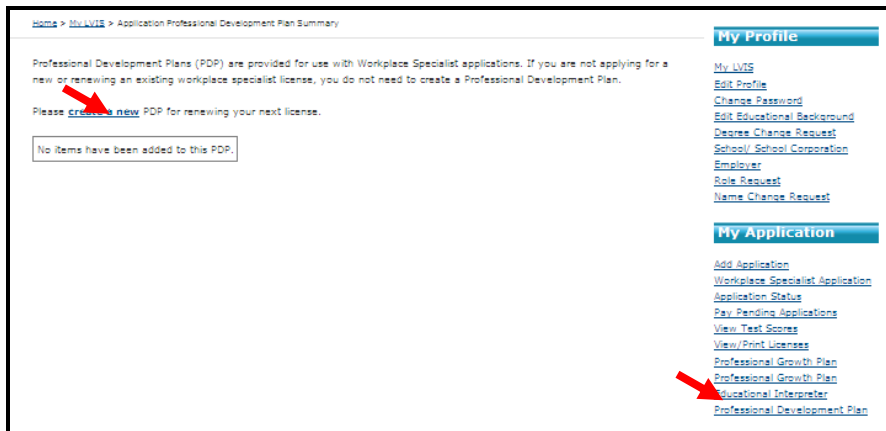 Home > My LVIS > Application Professional Development Plan Summary
Professional Development Plans (PDP) are provided for use with Workplace Specialist applications. If you are not applying for a
new or renewing an existing workplace specialist license, you do not need to create a Professional Development Plan.
Please create a new PDP for renewing your next license.
No items have been added to this PDP.
My Profile
My LVIS
Edit Profile
Change Password
Edit Educational Background
Degree Change Request
School/ School Corporation
Employer
Role Request
Name Change Request
My Application
Add Application
Workplace Specialist Application
Application Status
Pay Pending Applications
View Test Scores
View/Print Licenses
Professional Growth Plan
Professional Growth Plan
Educational Interpreter
Professional Development Plan